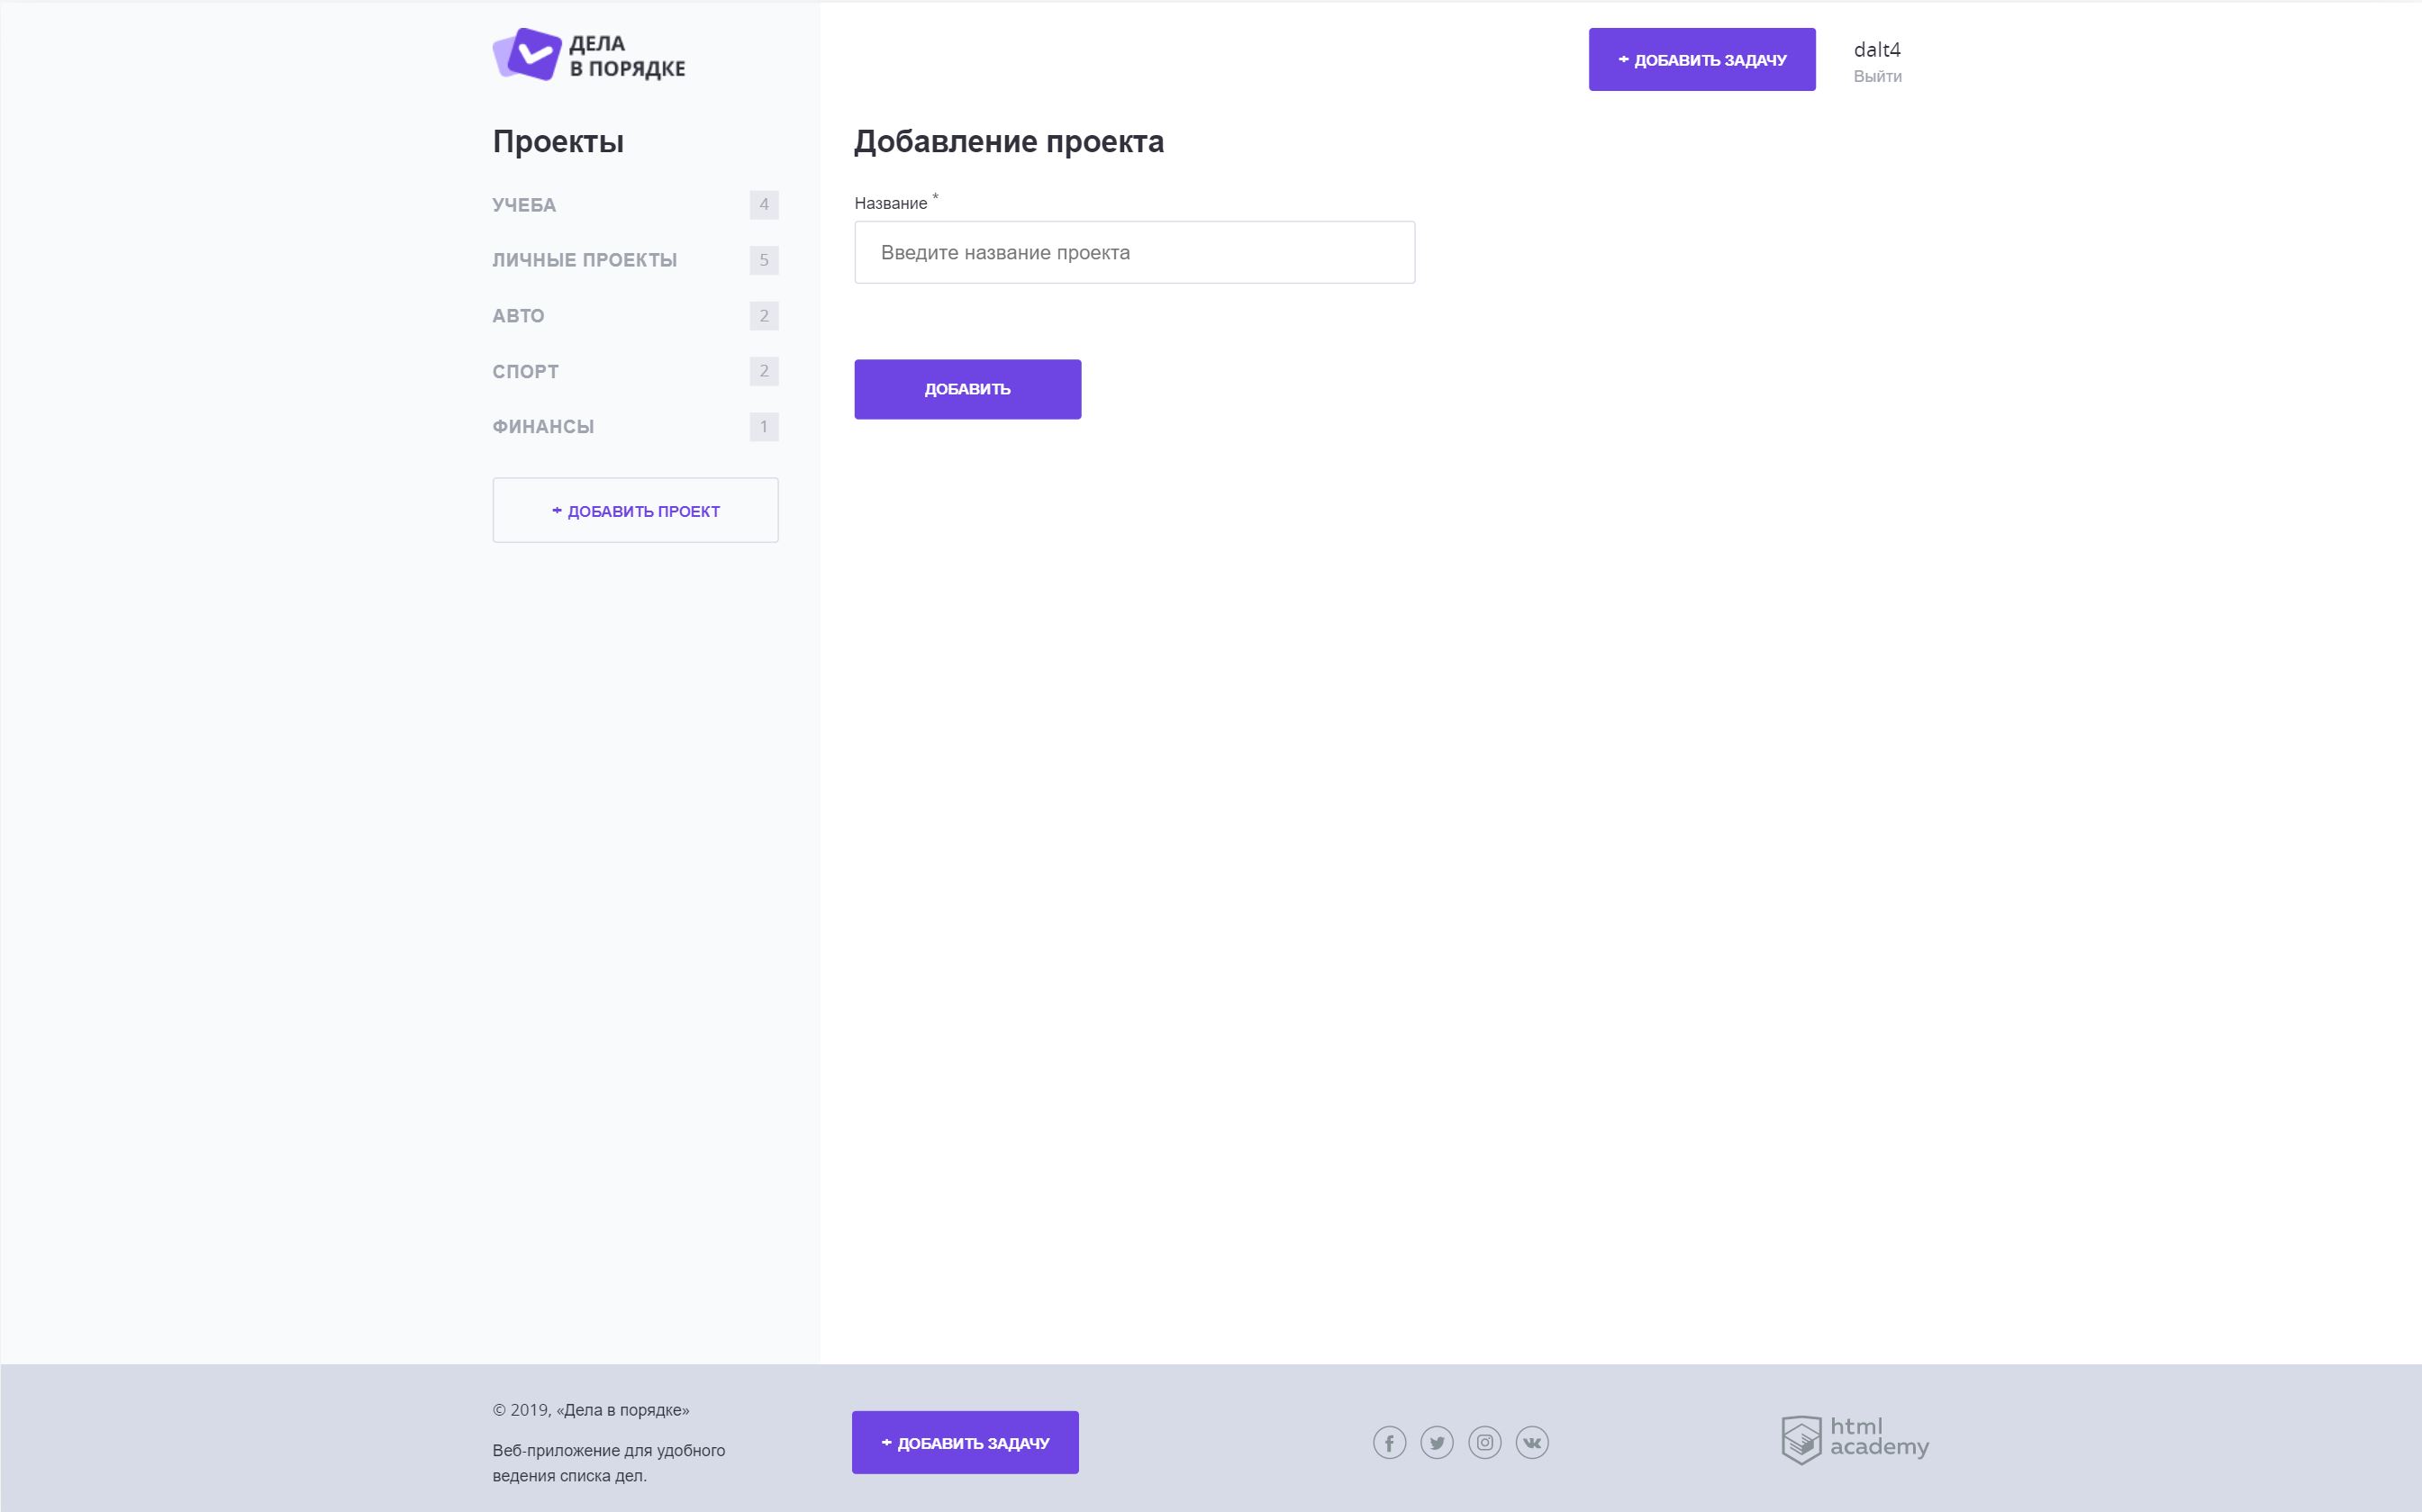 ДЕЛА
В ПОРЯДКЕ
+ ДОБАВИТЬ ЗАДАЧУ
dalt4
Выйти
Проекты
УЧЕБА 4
ЛИЧНЫЕ ПРОЕКТЫ 5
АВТО 2
СПОРТ 2
ФИНАНСЫ 1
+ ДОБАВИТЬ ПРОЕКТ
Добавление проекта
Название *
Введите название проекта
ДОБАВИТЬ
© 2019, «Дела в порядке»
Веб-приложение для удобного
ведения списка дел.
+ ДОБАВИТЬ ЗАДАЧУ
html
academy